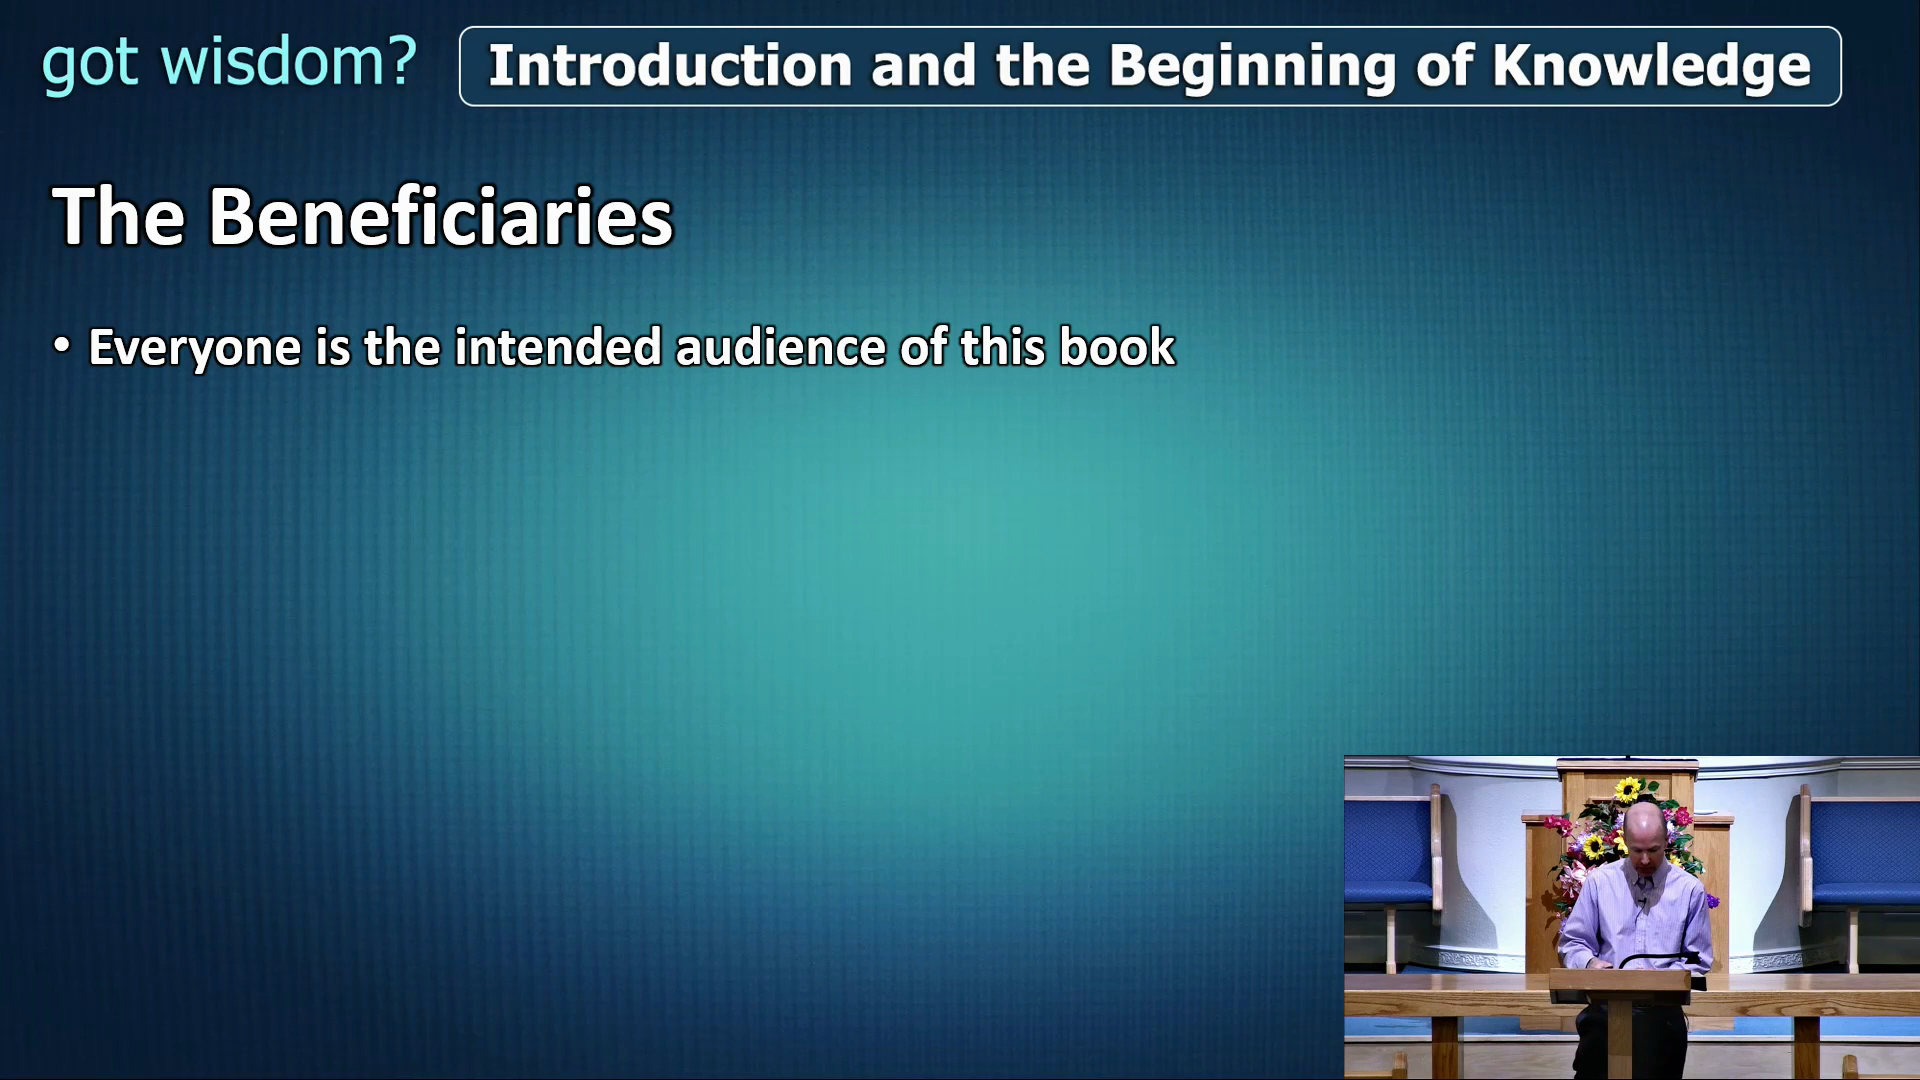 got wisdom?
Introduction and the Beginning of Knowledge
The Beneficiaries
• Everyone is the intended audience of this book